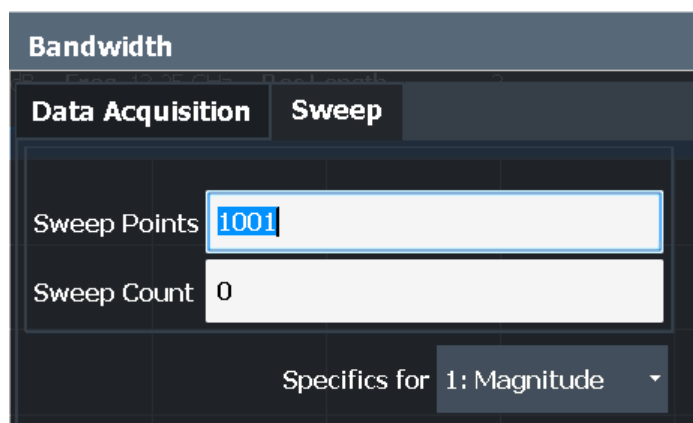 Bandwidth
Data Acquisition Sweep
Sweep Points 1001
Sweep Count 0
Specifics for 1: Magnitude